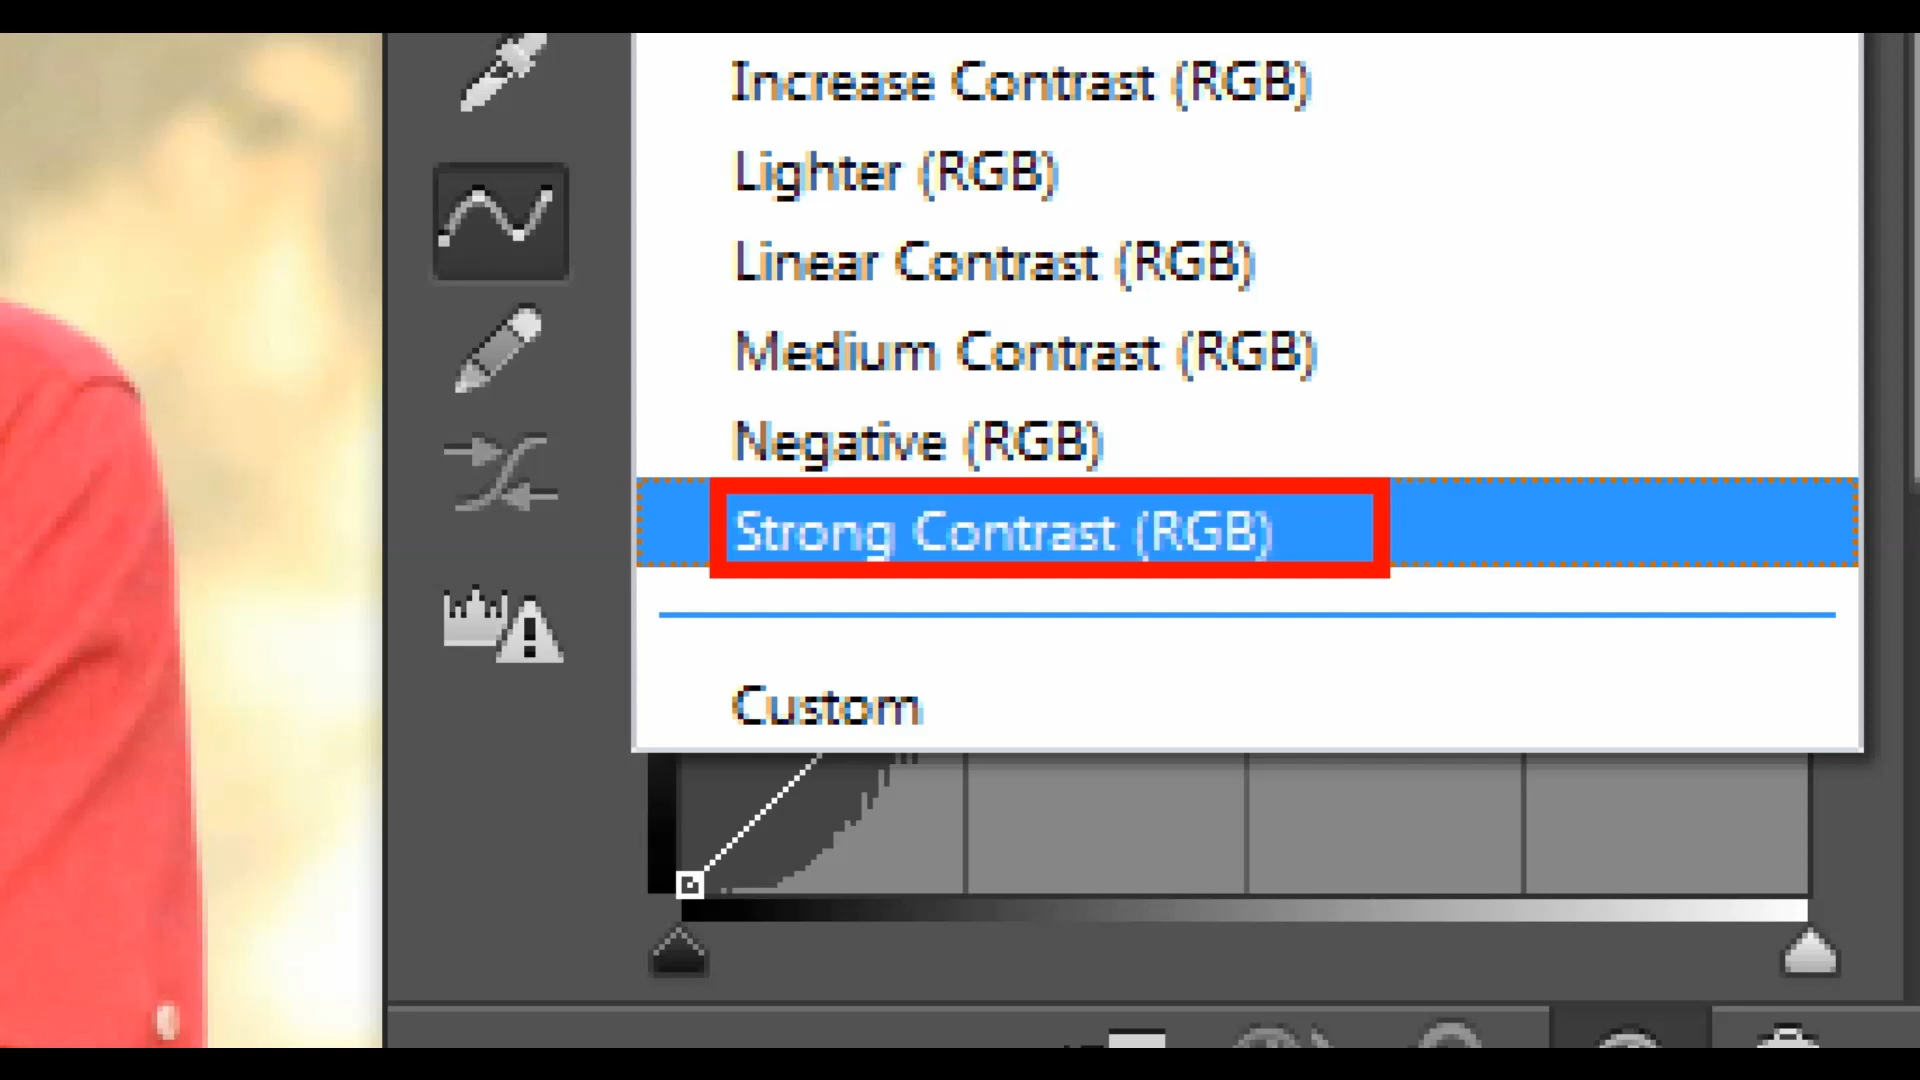 Increase Contrast (RGB)
Lighter (RGB)
Linear Contrast (RGB)
Medium Contrast (RGB)
Negative (RGB)
Strong Contrast (RGB)
Custom